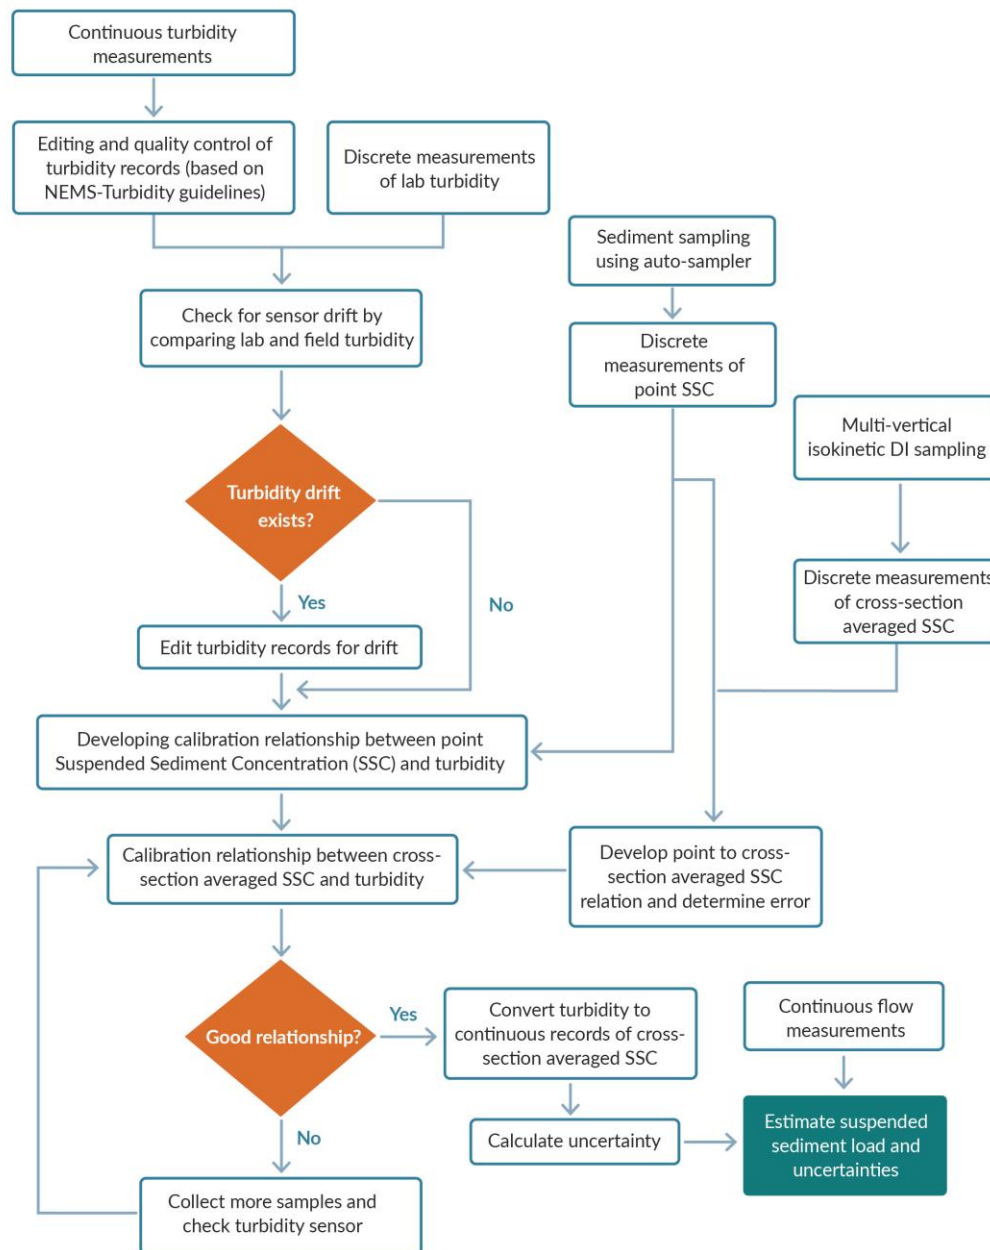 Continuous turbidity
measurements
Editing and quality control of
turbidity records (based on
NEMS-Turbidity guidelines)
Discrete measurements
of lab turbidity
Sediment sampling
using auto-sampler
Check for sensor drift by
comparing lab and field turbidity
Discrete
measurements of
point SSC
Multi-vertical
isokinetic DI sampling
Turbidity drift
exists?
Yes
No
Discrete measurements
of cross-section
averaged SSC
Edit turbidity records for drift
Developing calibration relationship between point
Suspended Sediment Concentration (SSC) and turbidity
Calibration relationship between cross-
section averaged SSC and turbidity
Develop point to cross-
section averaged SSC
relation and determine error
Good relationship?
Yes
No
Convert turbidity to
continuous records of cross-
section averaged SSC
Continuous flow
measurements
Calculate uncertainty
Estimate suspended
sediment load and
uncertainties
Collect more samples and
check turbidity sensor